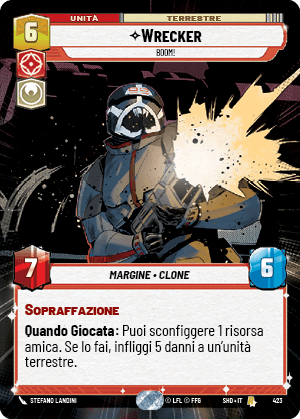 UNITÀ
TERRESTRE
6
✧WRECKER
BOOM!
7
MARGINE • CLONE
6
SOPRAFFAZIONE
Quando Giocata: Puoi sconfiggere 1 risorsa
amica. Se lo fai, infliggi 5 danni a un'unità
terrestre.
STEFANO LANDINI
© LFL © FFG
SHD • IT
423